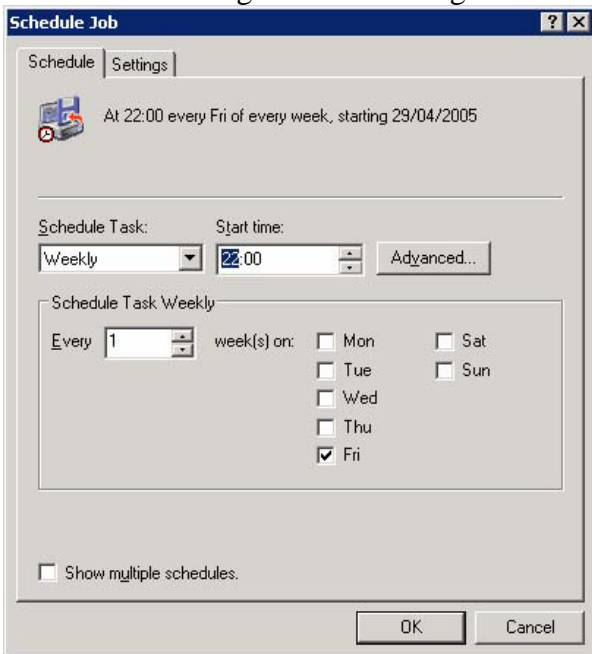 Schedule Job
Schedule Settings
At 22:00 every Fri of every week, starting 29/04/2005
Schedule Task: Start time:
Weekly 22:00 Advanced...
Schedule Task Weekly
Every 1 week(s) on: Mon Sat
Tue Sun
Wed
Thu
Fri
Show multiple schedules.
OK Cancel